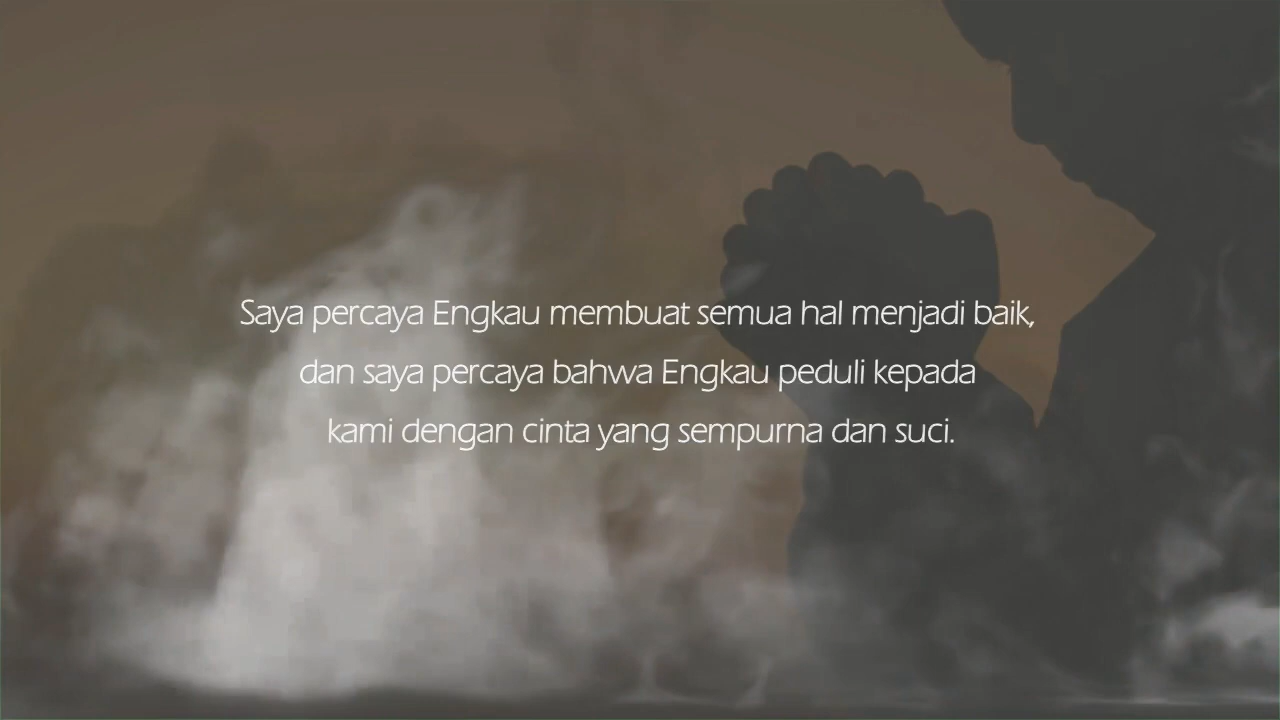 Saya percaya Engkau membuat semua hal menjadi baik,
dan saya percaya bahwa Engkau peduli kepada
kami dengan cinta yang sempurna dan suci.